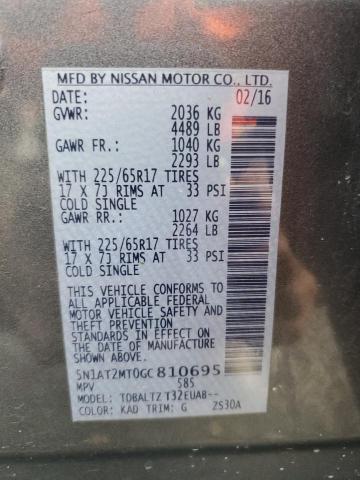 MFD BY NISSAN MOTOR CO., LTD.
DATE: 02/16
GVWR: 2036 KG
4489 LB
GAWR FR.: 1040 KG
2293 LB
WITH 225/65R17 TIRES
17 X 7J RIMS AT 33 PSI
COLD SINGLE
GAWR RR.: 1027 KG
2264 LB
WITH 225/65R17 TIRES
17 X 7J RIMS AT 33 PSI
COLD SINGLE
THIS VEHICLE CONFORMS TO
ALL APPLICABLE FEDERAL
MOTOR VEHICLE SAFETY AND
THEFT PREVENTION
STANDARDS IN EFFECT ON
THE DATE OF MANUFACTURE
SHOWN ABOVE.
5N1AT2MT0GC810695
MPV 585
MODEL: TDBALTZ T32EUAB--
COLOR: KAD TRIM: G ZS30A